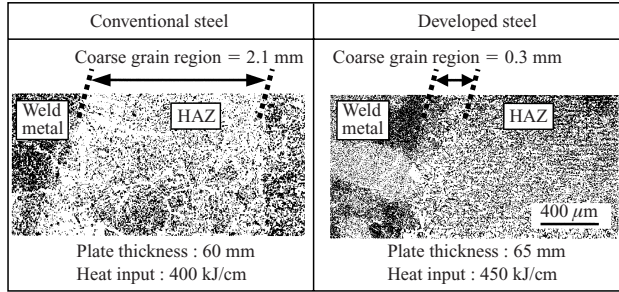 Conventional steel
Coarse grain region = 2.1 mm
Weld
metal
HAZ
Plate thickness : 60 mm
Heat input : 400 kJ/cm
Developed steel
Coarse grain region = 0.3 mm
Weld
metal
HAZ
400 μm
Plate thickness : 65 mm
Heat input : 450 kJ/cm